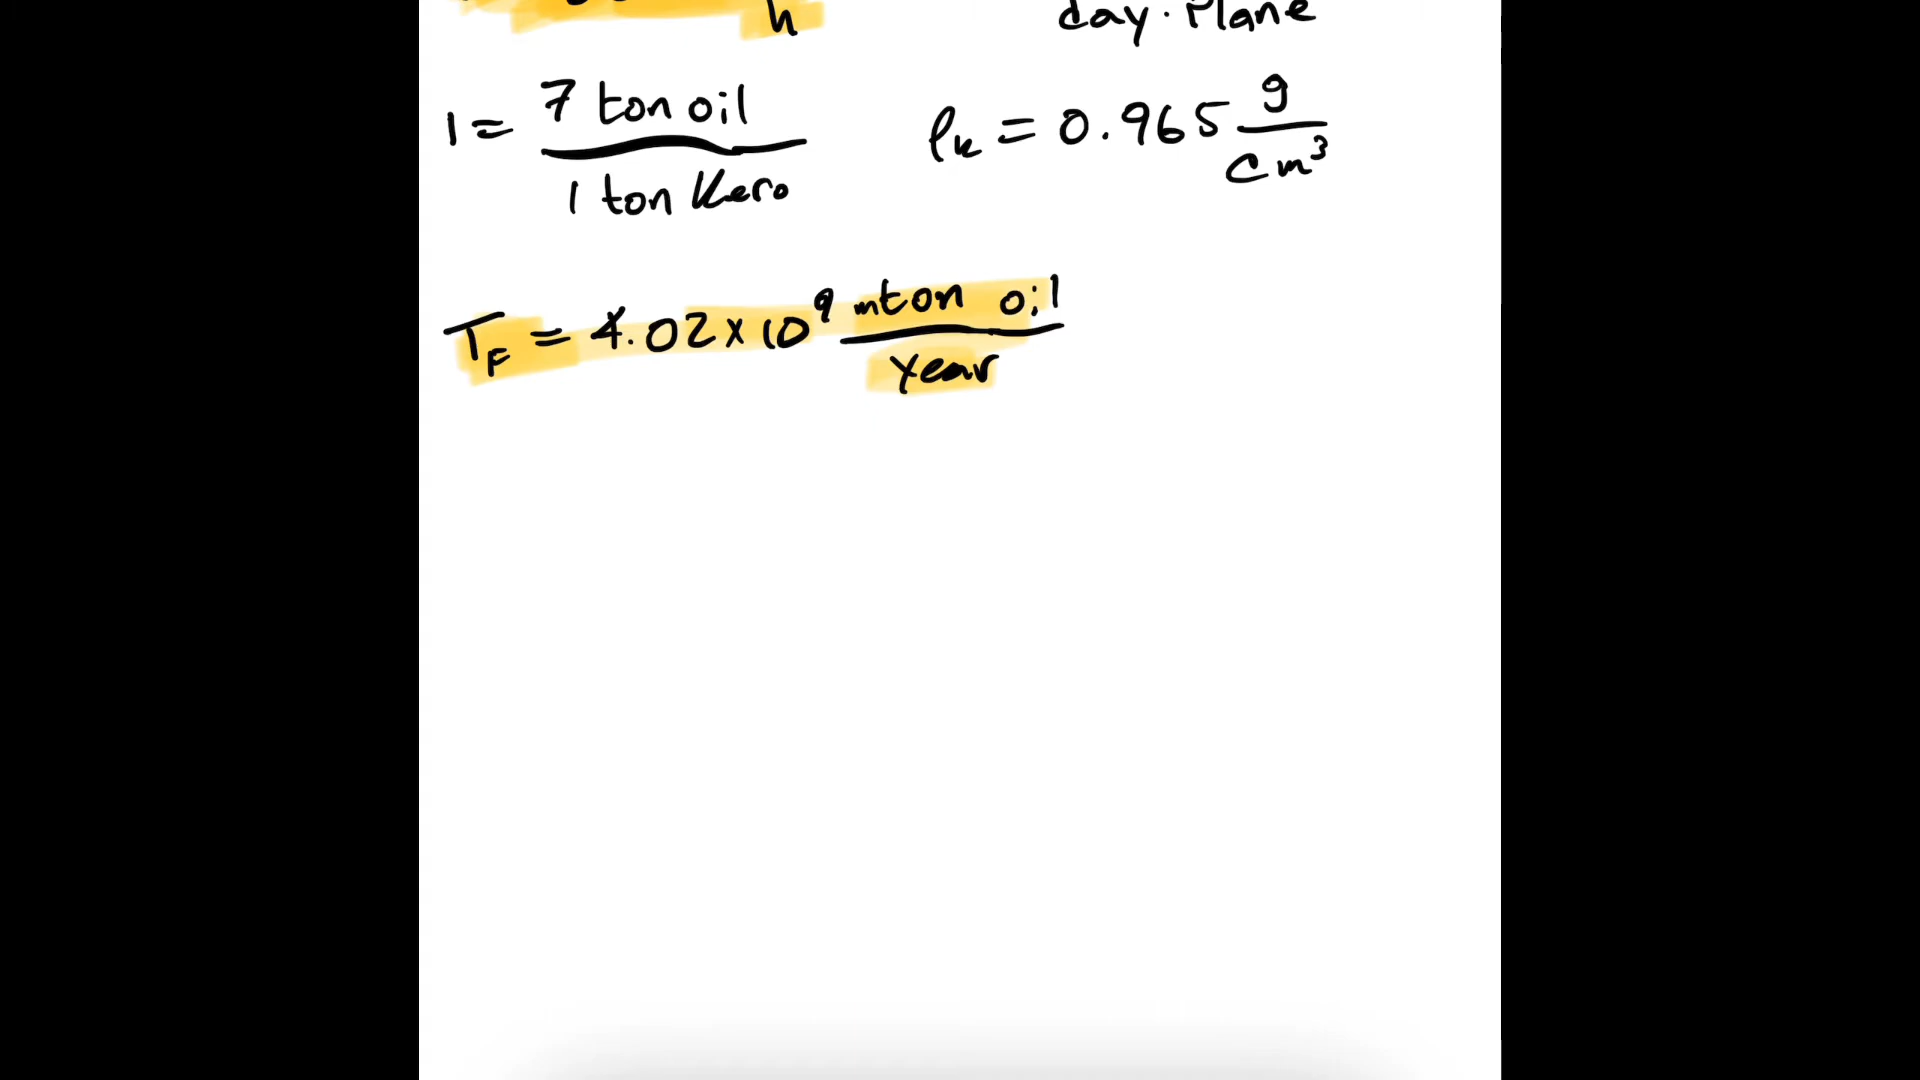 h day . Plane
1 = 7 ton oil / 1 ton Kero ρk = 0.965 g / cm³
TF = 4.02 x 10⁹ mton oil / year